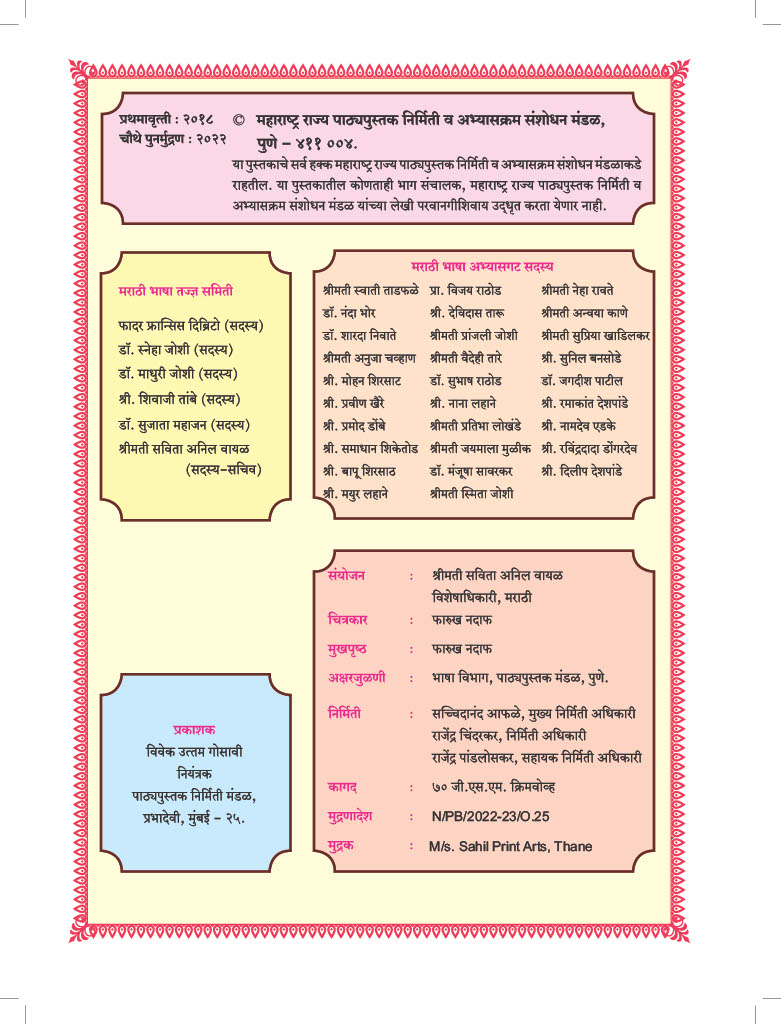 प्रथमावृत्ती : २०१८
चौथे पुनर्मुद्रण : २०२२
© महाराष्ट्र राज्य पाठ्यपुस्तक निर्मिती व अभ्यासक्रम संशोधन मंडळ,
पुणे – ४११ ००४.
या पुस्तकाचे सर्व हक्क महाराष्ट्र राज्य पाठ्यपुस्तक निर्मिती व अभ्यासक्रम संशोधन मंडळाकडे
राहतील. या पुस्तकातील कोणताही भाग संचालक, महाराष्ट्र राज्य पाठ्यपुस्तक निर्मिती व
अभ्यासक्रम संशोधन मंडळ यांच्या लेखी परवानगीशिवाय उद्‌धृत करता येणार नाही.
मराठी भाषा तज्ज्ञ समिती
फादर फ्रान्सिस दिब्रिटो (सदस्य)
डॉ. स्नेहा जोशी (सदस्य)
डॉ. माधुरी जोशी (सदस्य)
श्री. शिवाजी तांबे (सदस्य)
डॉ. सुजाता महाजन (सदस्य)
श्रीमती सविता अनिल वायळ
(सदस्य-सचिव)
मराठी भाषा अभ्यासगट सदस्य
श्रीमती स्वाती ताडफळे प्रा. विजय राठोड श्रीमती नेहा रावते
डॉ. नंदा भोर श्री. देविदास तारू श्रीमती अन्वया काणे
डॉ. शारदा निवाते श्रीमती प्रांजली जोशी श्रीमती सुप्रिया खाडिलकर
श्रीमती अनुजा चव्हाण श्रीमती वैदेही तारे श्री. सुनिल बनसोडे
श्री. मोहन शिरसाट डॉ. सुभाष राठोड डॉ. जगदीश पाटील
श्री. प्रवीण खैरे श्री. नाना लहाने श्री. रमाकांत देशपांडे
श्री. प्रमोद डोंबे श्रीमती प्रतिभा लोखंडे श्री. नामदेव एडके
श्री. समाधान शिकेतोड श्रीमती जयमाला मुळीक श्री. रविंद्रदादा डोंगरदेव
श्री. बापू शिरसाठ डॉ. मंजूषा सावरकर श्री. दिलीप देशपांडे
श्री. मयुर लहाने श्रीमती स्मिता जोशी
संयोजन : श्रीमती सविता अनिल वायळ
विशेषाधिकारी, मराठी
चित्रकार : फारुख नदाफ
मुखपृष्ठ : फारुख नदाफ
अक्षरजुळणी : भाषा विभाग, पाठ्यपुस्तक मंडळ, पुणे.
निर्मिती : सच्चिदानंद आफळे, मुख्य निर्मिती अधिकारी
राजेंद्र चिंदरकर, निर्मिती अधिकारी
राजेंद्र पांडलोसकर, सहायक निर्मिती अधिकारी
कागद : ७० जी.एस.एम. क्रिमवोव्ह
मुद्रणादेश : N/PB/2022-23/O.25
मुद्रक : M/s. Sahil Print Arts, Thane
प्रकाशक
विवेक उत्तम गोसावी
नियंत्रक
पाठ्यपुस्तक निर्मिती मंडळ,
प्रभादेवी, मुंबई – २५.